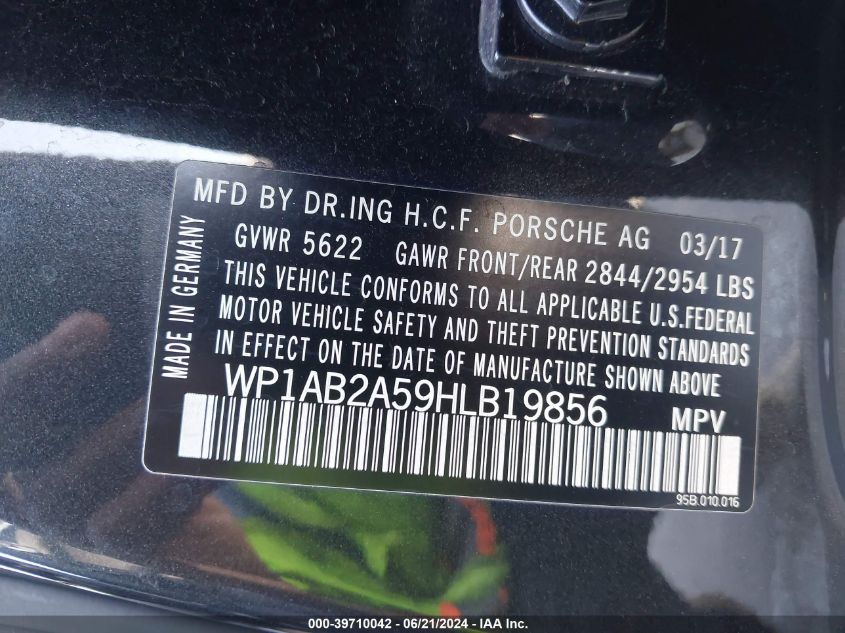 MFD BY DR.ING H.C.F. PORSCHE AG 03/17
GVWR 5622 GAWR FRONT/REAR 2844/2954 LBS
THIS VEHICLE CONFORMS TO ALL APPLICABLE U.S.FEDERAL
MOTOR VEHICLE SAFETY AND THEFT PREVENTION STANDARDS
IN EFFECT ON THE DATE OF MANUFACTURE SHOWN ABOVE
WP1AB2A59HLB19856 MPV
95B.010.016
MADE IN GERMANY
000-39710042 / 06/21/2024 / IAA Inc.